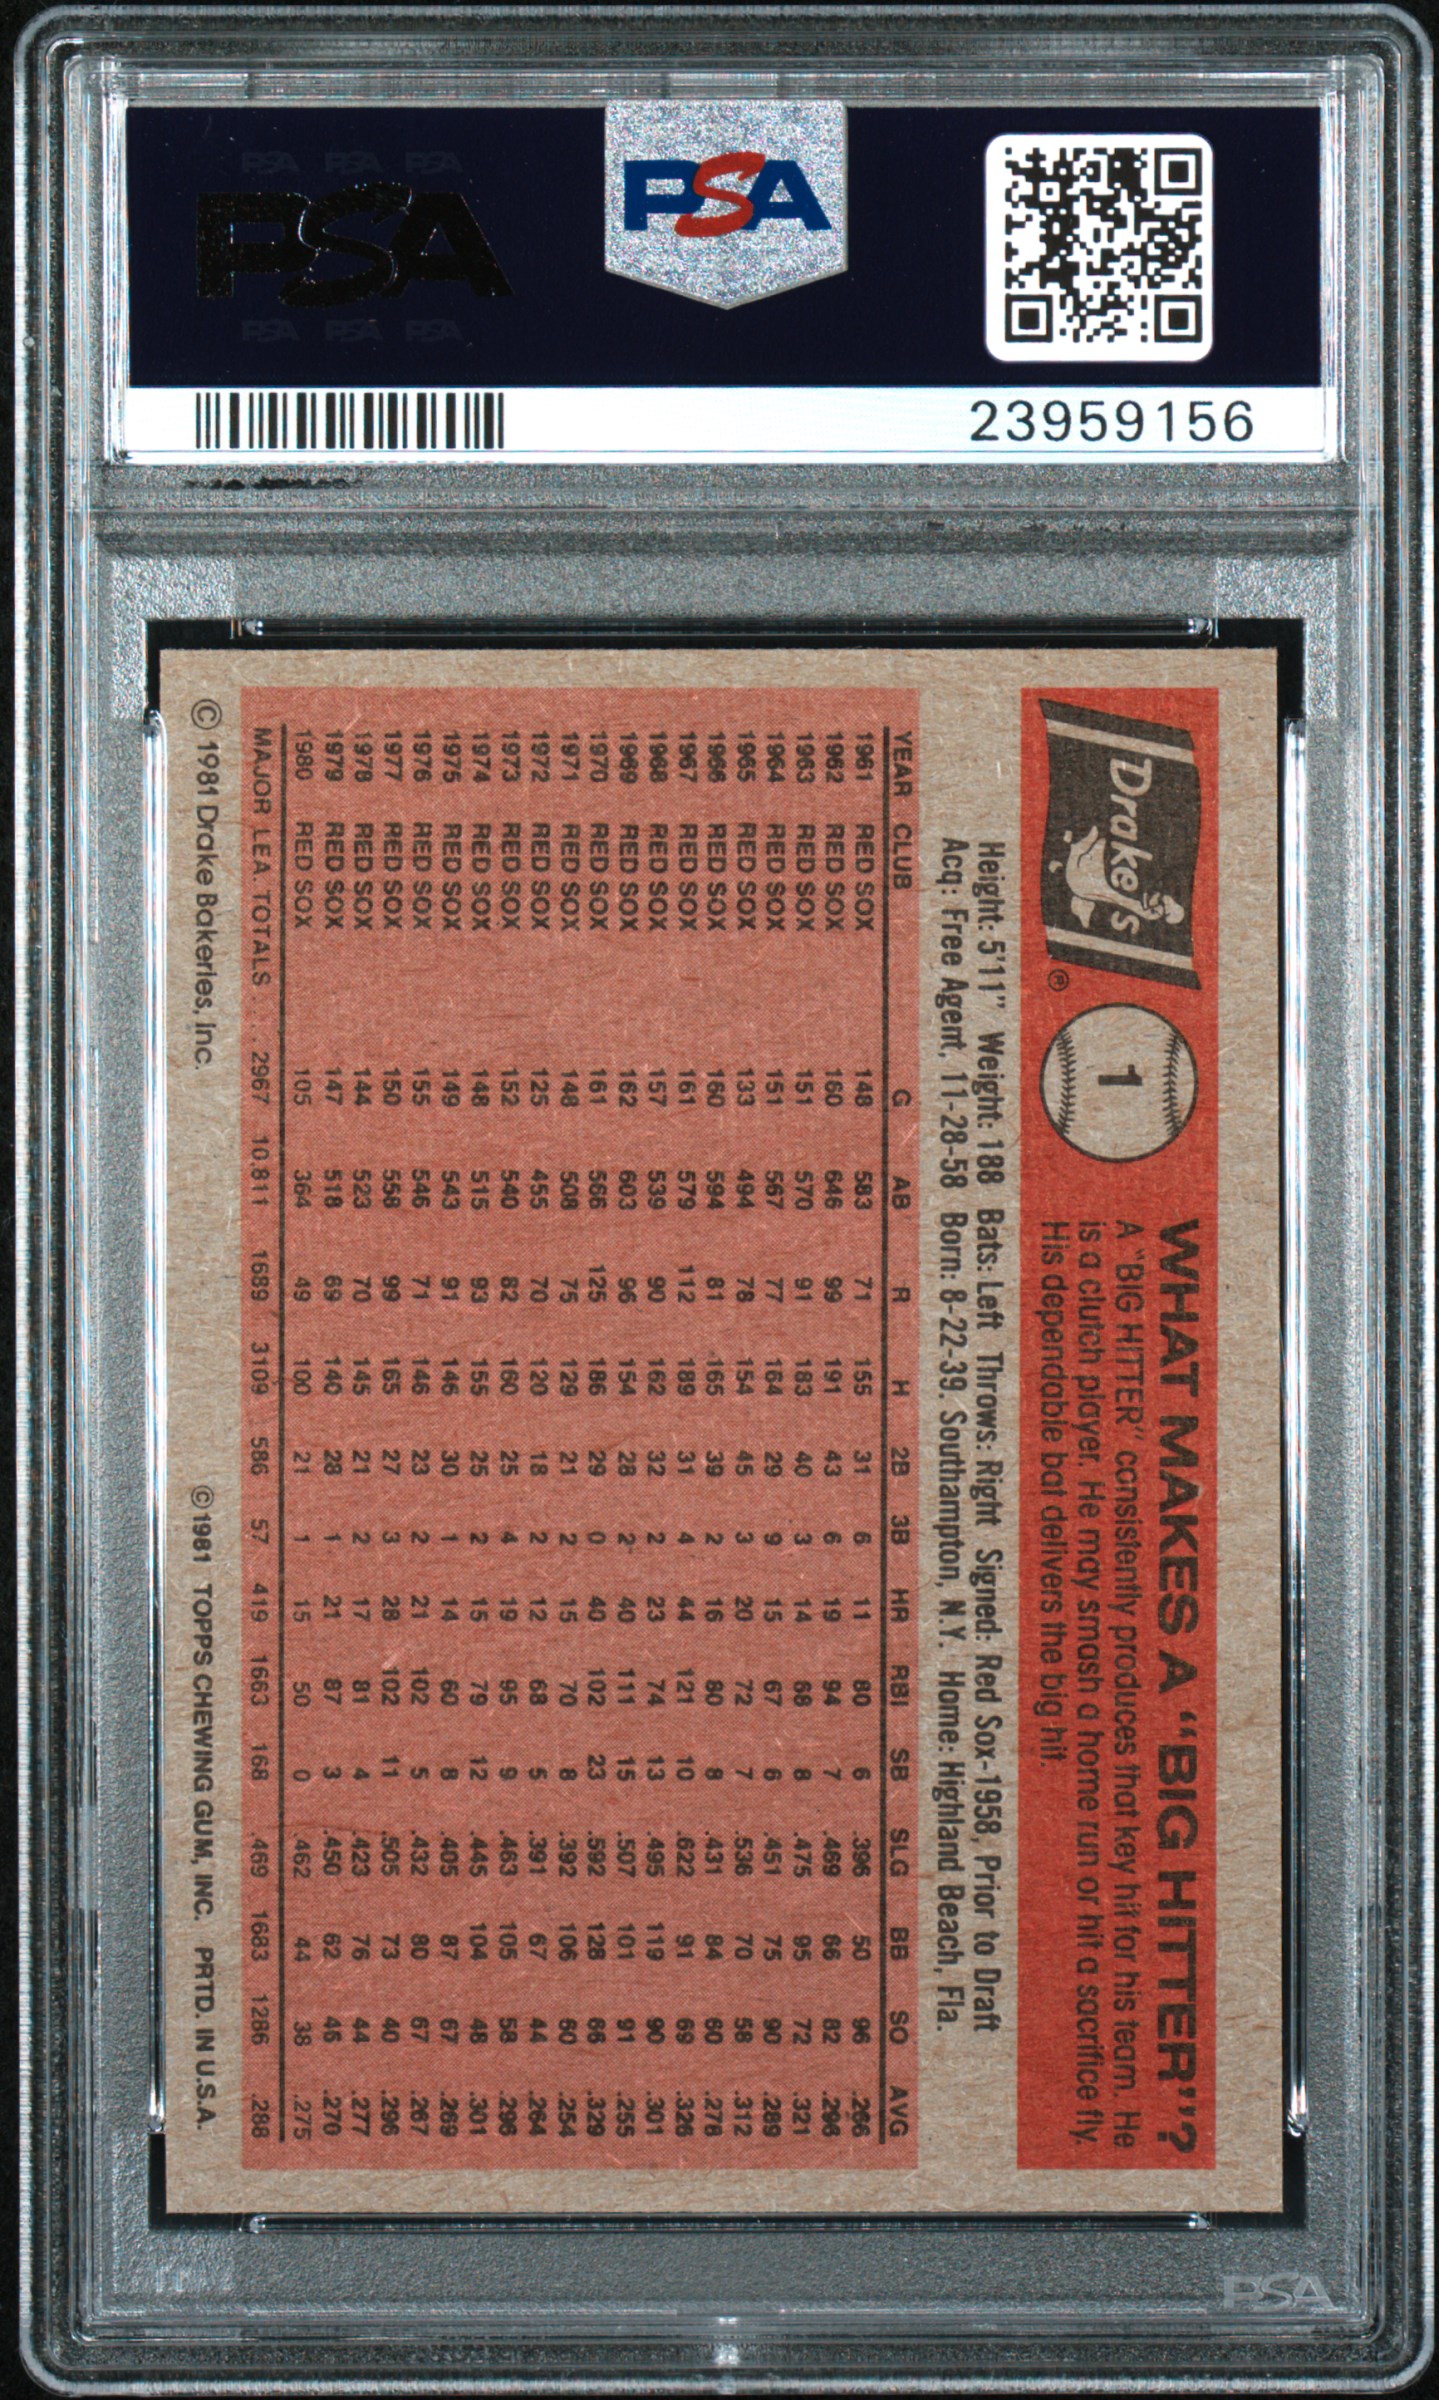 PSA PSA PSA
PSA
PSA PSA PSA
PSA
23959156
Drake's
®
1
WHAT MAKES A "BIG HITTER"?
A "BIG HITTER" consistently produces that key hit for his team. He
is a clutch player. He may smash a home run or hit a sacrifice fly.
His dependable bat delivers the big hit.
Height: 5'11" Weight: 188 Bats: Left Throws: Right Signed: Red Sox-1958, Prior to Draft
Acq: Free Agent, 11-28-58 Born: 8-22-39. Southampton, N.Y. Home: Highland Beach, Fla.
YEAR CLUB G AB R H 2B 3B HR RBI SB SLG BB SO AVG
1961 RED SOX 148 583 71 155 31 6 11 80 6 .396 50 96 .266
1962 RED SOX 160 646 99 191 43 6 19 94 7 .469 66 82 .296
1963 RED SOX 151 570 91 183 40 3 14 68 8 .475 95 72 .321
1964 RED SOX 151 567 77 164 29 9 15 67 6 .451 75 90 .289
1965 RED SOX 133 494 78 154 45 3 20 72 7 .536 70 58 .312
1966 RED SOX 160 594 81 165 39 2 16 80 8 .431 84 60 .278
1967 RED SOX 161 579 112 189 31 4 44 121 10 .622 91 69 .326
1968 RED SOX 157 539 90 162 32 2 23 74 13 .495 119 90 .301
1969 RED SOX 162 603 96 154 28 2 40 111 15 .507 101 91 .255
1970 RED SOX 161 566 125 186 29 0 40 102 23 .592 128 66 .329
1971 RED SOX 148 508 75 129 21 2 15 70 8 .392 106 60 .254
1972 RED SOX 125 455 70 120 18 2 12 68 5 .391 67 44 .264
1973 RED SOX 152 540 82 160 25 4 19 95 9 .463 105 58 .296
1974 RED SOX 148 515 93 155 25 2 15 79 12 .445 104 48 .301
1975 RED SOX 149 543 91 146 30 1 14 60 8 .405 87 67 .269
1976 RED SOX 155 546 71 146 23 2 21 102 5 .432 80 67 .267
1977 RED SOX 150 558 99 165 27 3 28 102 11 .505 73 40 .296
1978 RED SOX 144 523 70 145 21 2 17 81 4 .423 76 44 .277
1979 RED SOX 147 518 69 140 28 1 21 87 3 .450 62 46 .270
1980 RED SOX 105 364 49 100 21 1 15 50 0 .462 44 38 .275
MAJOR LEA. TOTALS . . . 2967 10.811 1689 3109 586 57 419 1663 168 .469 1683 1286 .288
© 1981 Drake Bakeries, Inc. © 1981 TOPPS CHEWING GUM, INC. PRTD. IN U.S.A.
PSA